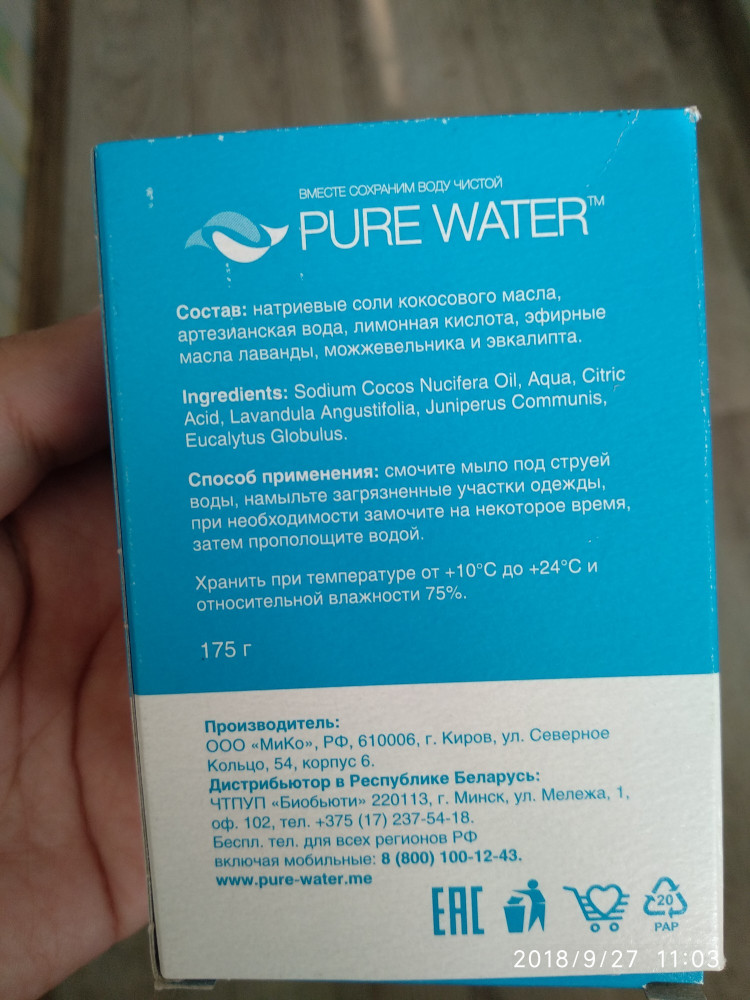 ВМЕСТЕ СОХРАНИМ ВОДУ ЧИСТОЙ
PURE WATER™
Состав: натриевые соли кокосового масла,
артезианская вода, лимонная кислота, эфирные
масла лаванды, можжевельника и эвкалипта.
Ingredients: Sodium Cocos Nucifera Oil, Aqua, Citric
Acid, Lavandula Angustifolia, Juniperus Communis,
Eucalytus Globulus.
Способ применения: смочите мыло под струей
воды, намыльте загрязненные участки одежды,
при необходимости замочите на некоторое время,
затем прополощите водой.
Хранить при температуре от +10°С до +24°С и
относительной влажности 75%.
175 г
Производитель:
ООО «МиКо», РФ, 610006, г. Киров, ул. Северное
Кольцо, 54, корпус 6.
Дистрибьютор в Республике Беларусь:
ЧТПУП «Биобьюти» 220113, г. Минск, ул. Мележа, 1,
оф. 102, тел. +375 (17) 237-54-18.
Беспл. тел. для всех регионов РФ
включая мобильные: 8 (800) 100-12-43.
www.pure-water.me
EAC
20
PAP
2018/9/27 11:03